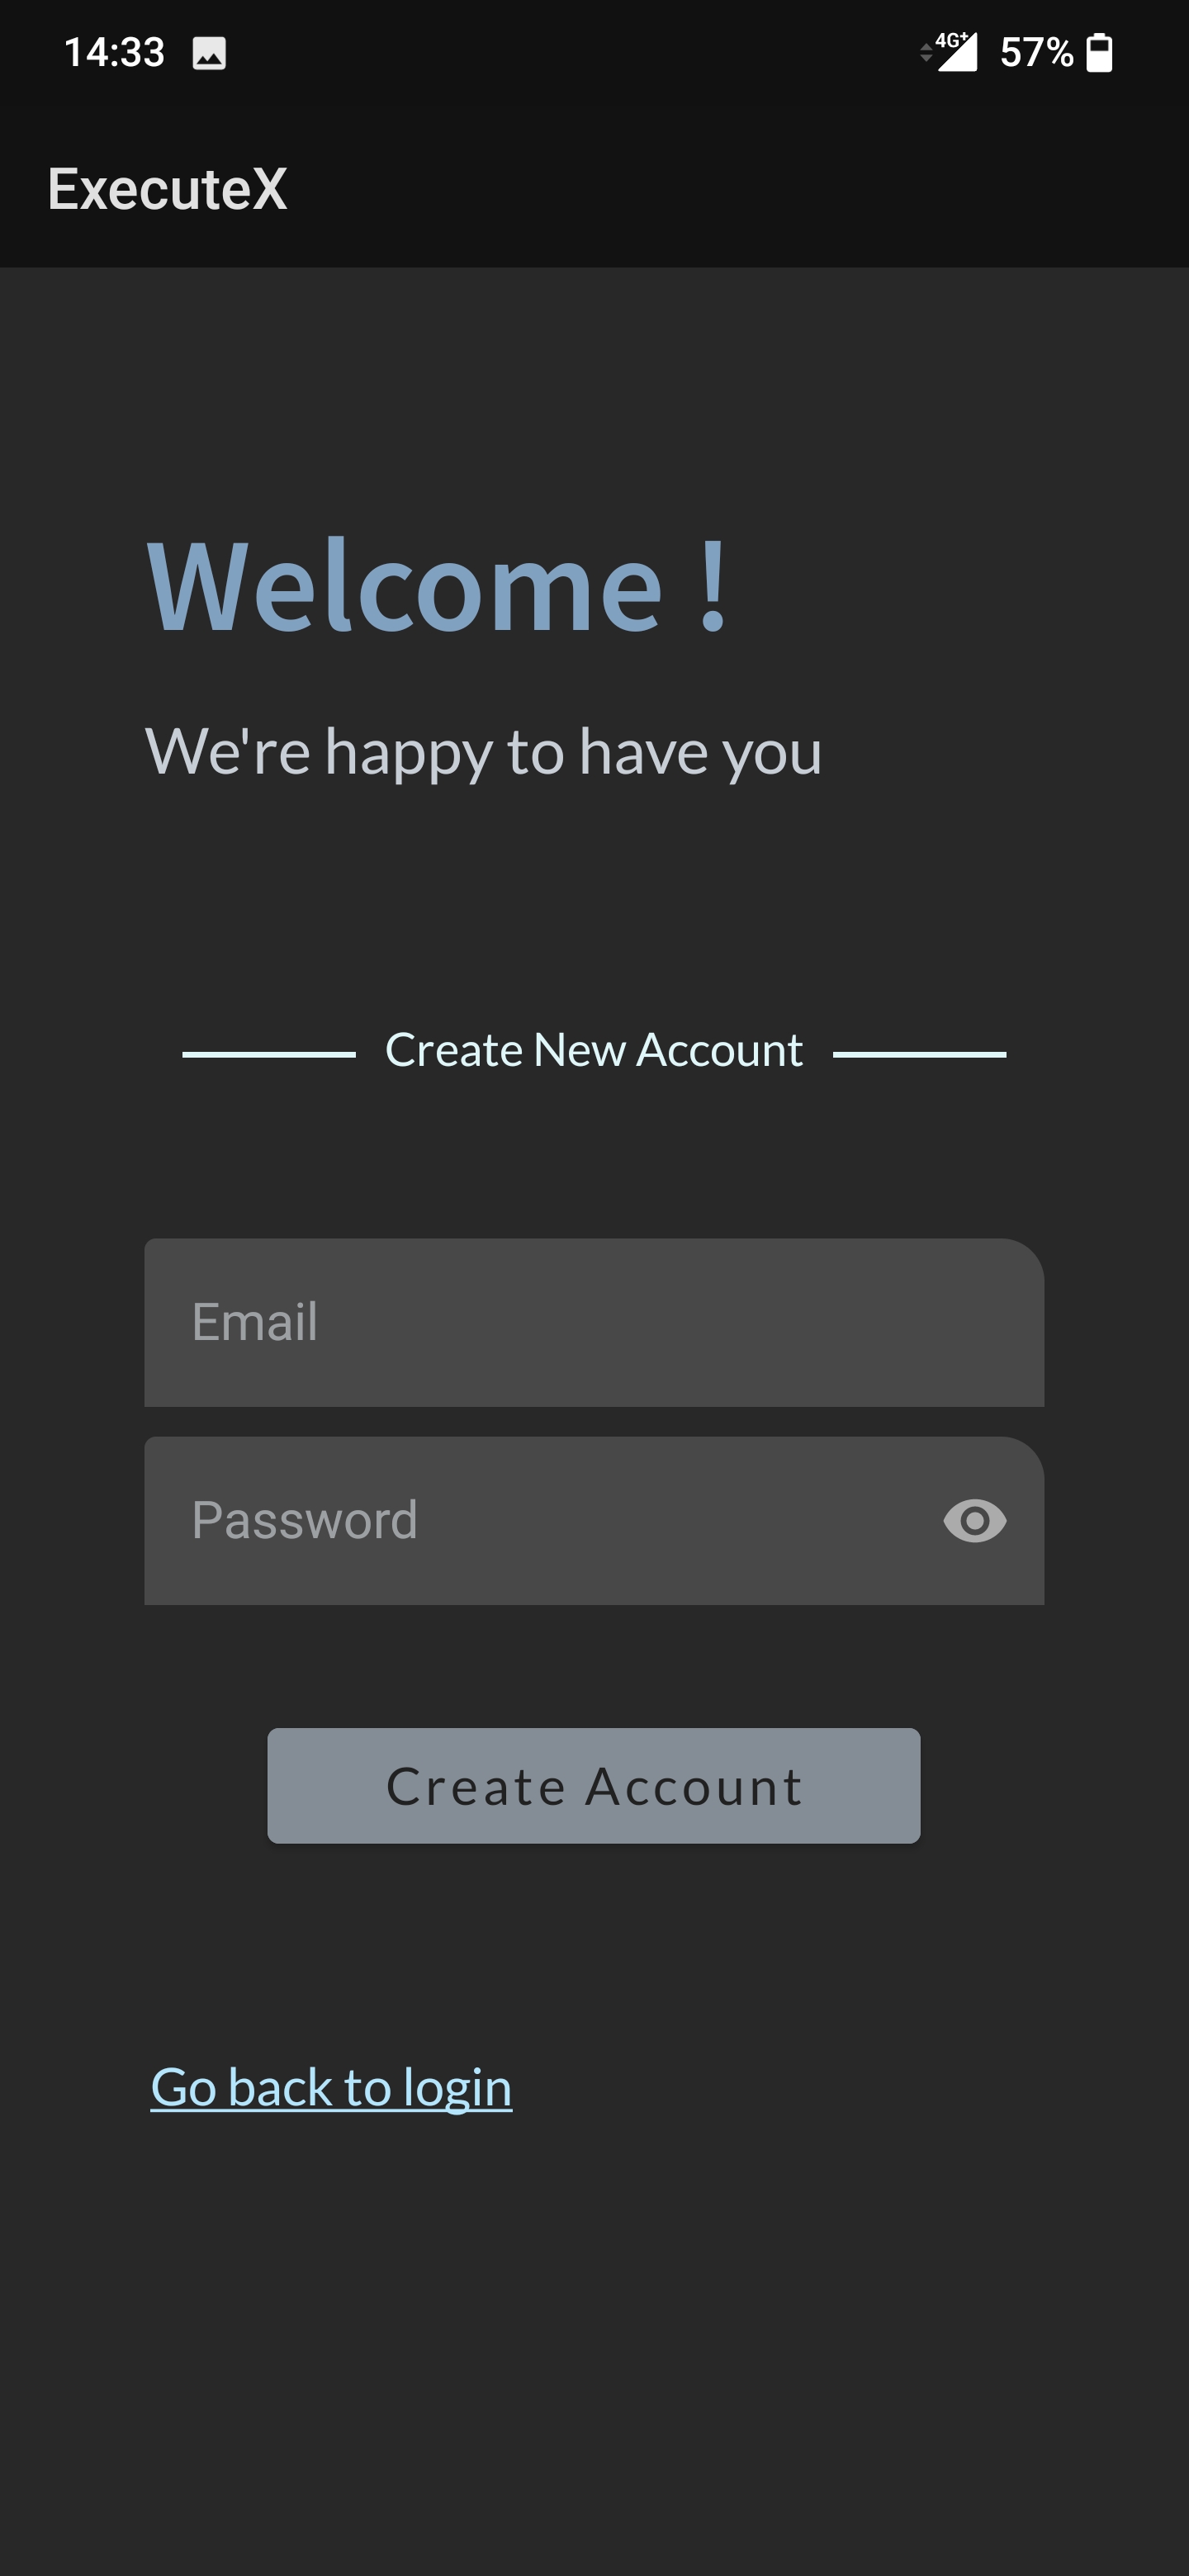 14:33 4G+ 57%
ExecuteX
Welcome !
We're happy to have you
Create New Account
Email
Password
Create Account
Go back to login